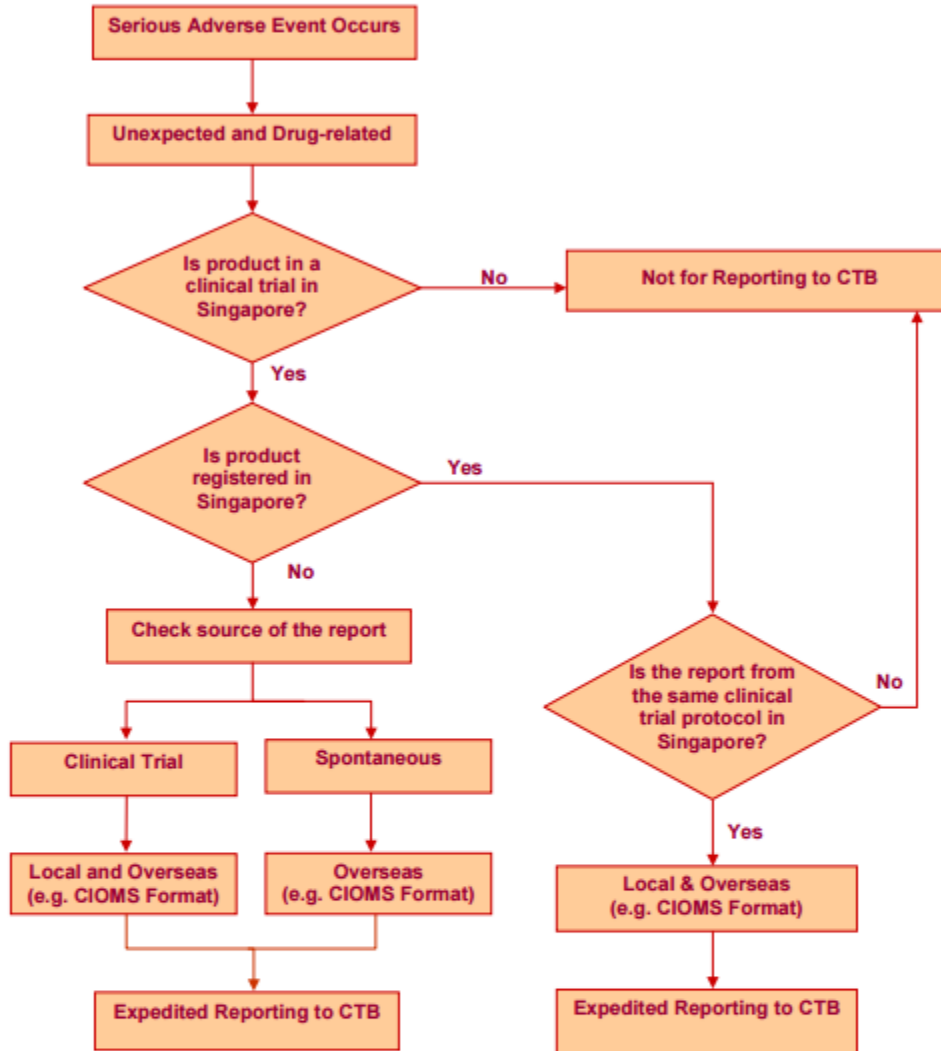 Serious Adverse Event Occurs
Unexpected and Drug-related
Is product in a
clinical trial in
Singapore?
No
Not for Reporting to CTB
Yes
Is product
registered in
Singapore?
Yes
No
Check source of the report
Is the report from
the same clinical
trial protocol in
Singapore?
No
Clinical Trial
Spontaneous
Yes
Local and Overseas
(e.g. CIOMS Format)
Overseas
(e.g. CIOMS Format)
Local & Overseas
(e.g. CIOMS Format)
Expedited Reporting to CTB
Expedited Reporting to CTB